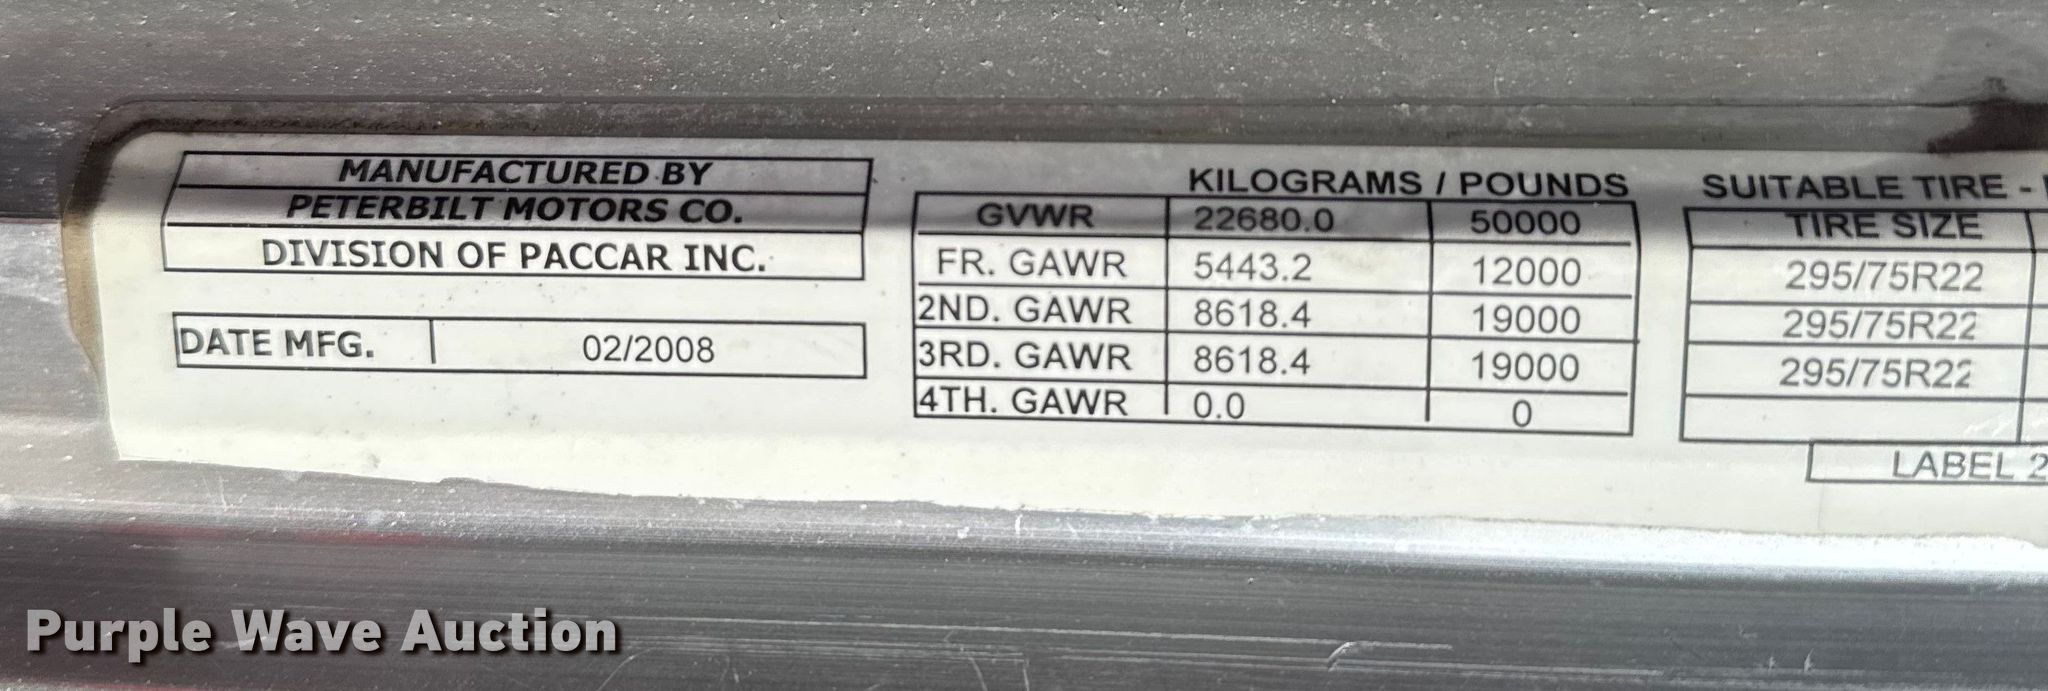 MANUFACTURED BY
PETERBILT MOTORS CO.
DIVISION OF PACCAR INC.
DATE MFG. 02/2008
KILOGRAMS / POUNDS
GVWR 22680.0 50000
FR. GAWR 5443.2 12000
2ND. GAWR 8618.4 19000
3RD. GAWR 8618.4 19000
4TH. GAWR 0.0 0
SUITABLE TIRE -
TIRE SIZE
295/75R22
295/75R22
295/75R22
LABEL 2
Purple Wave Auction